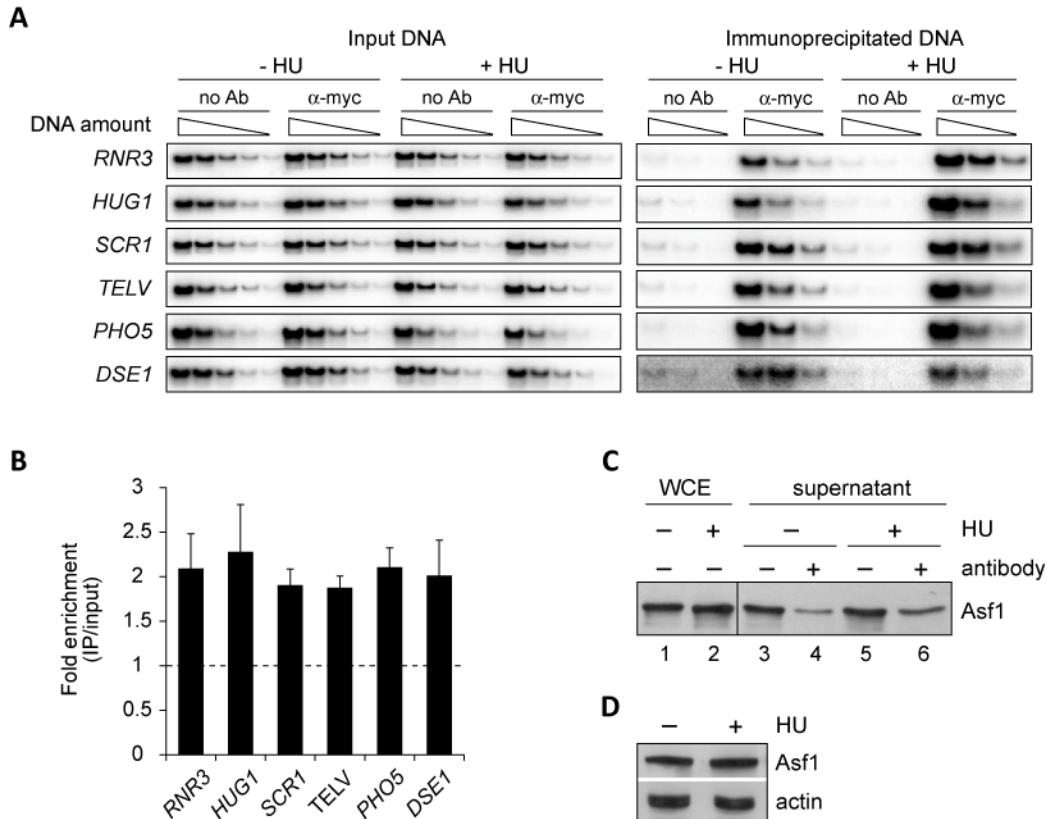 A
Input DNA Immunoprecipitated DNA
- HU + HU - HU + HU
no Ab α-myc no Ab α-myc no Ab α-myc no Ab α-myc
DNA amount
RNR3
HUG1
SCR1
TELV
PHO5
DSE1
B
Fold enrichment
(IP/input)
3
2.5
2
1.5
1
0.5
0
RNR3 HUG1 SCR1 TELV PHO5 DSE1
C
WCE supernatant
– + – + HU
– – – + – + antibody
Asf1
1 2 3 4 5 6
D
– + HU
Asf1
actin